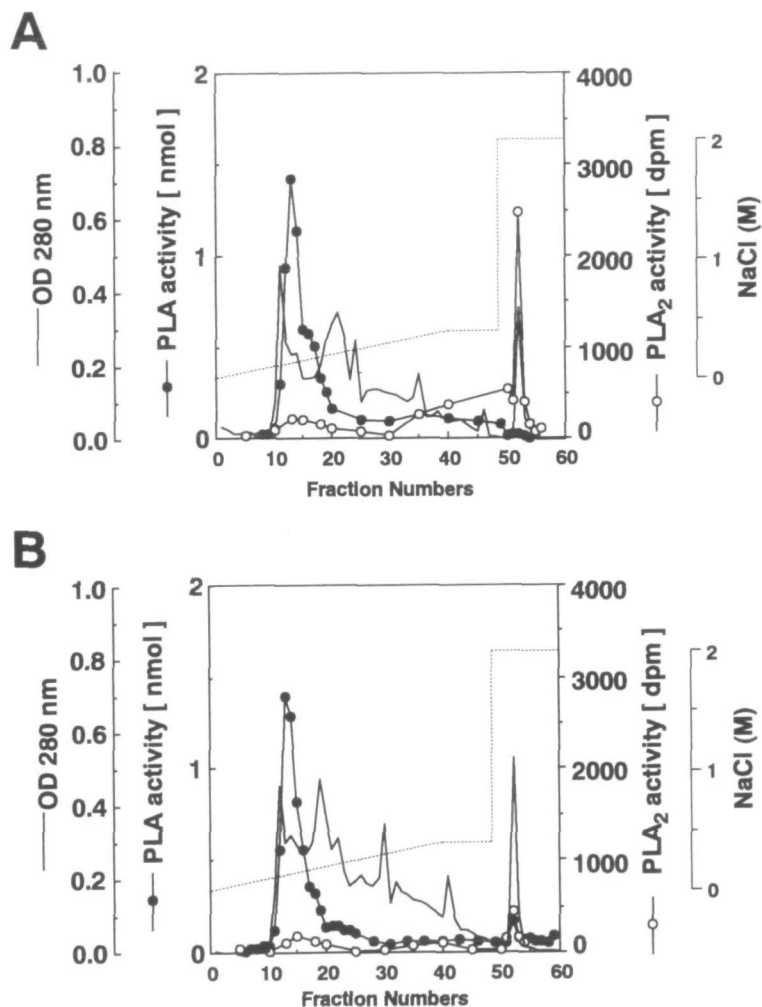 A
OD 280 nm
1.0
0.8
0.6
0.4
0.2
0.0
PLA activity [ nmol ]
2
1
0
0 10 20 30 40 50 60
Fraction Numbers
4000
3000
2000
1000
0
PLA2 activity [ dpm ]
2
1
0
NaCl (M)
B
OD 280 nm
1.0
0.8
0.6
0.4
0.2
0.0
PLA activity [ nmol ]
2
1
0
0 10 20 30 40 50 60
Fraction Numbers
4000
3000
2000
1000
0
PLA2 activity [ dpm ]
2
1
0
NaCl (M)